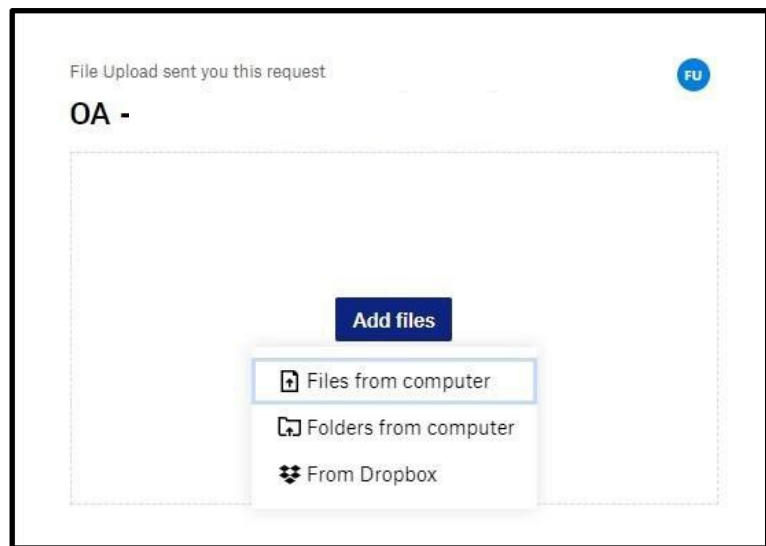 File Upload sent you this request
FU
OA -
Add files
Files from computer
Folders from computer
From Dropbox